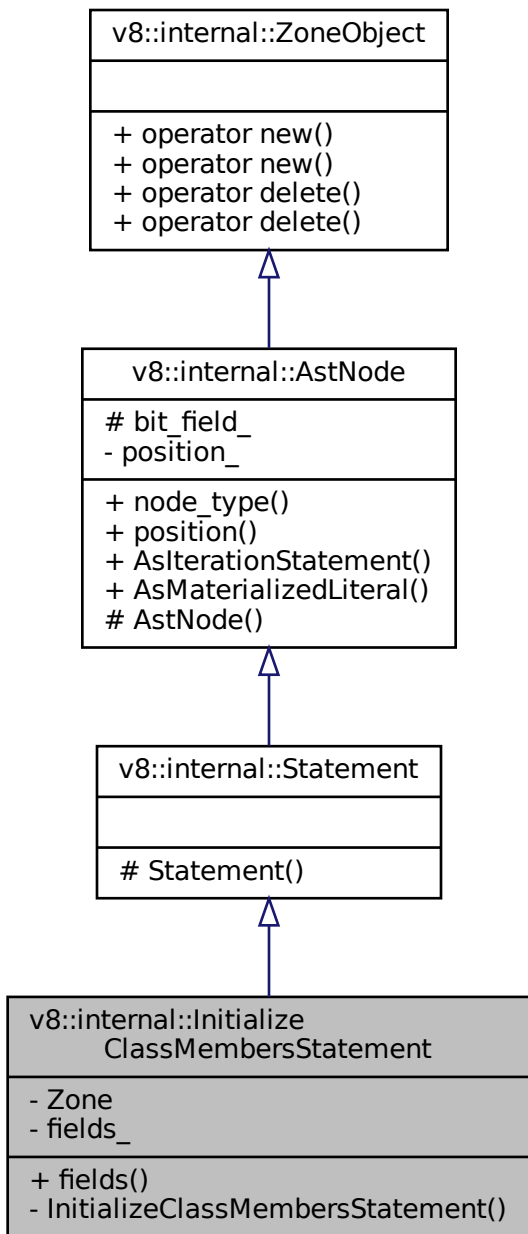 v8::internal::ZoneObject
+ operator new()
+ operator new()
+ operator delete()
+ operator delete()
v8::internal::AstNode
# bit_field_
- position_
+ node_type()
+ position()
+ AsIterationStatement()
+ AsMaterializedLiteral()
# AstNode()
v8::internal::Statement
# Statement()
v8::internal::Initialize
ClassMembersStatement
- Zone
- fields_
+ fields()
- InitializeClassMembersStatement()